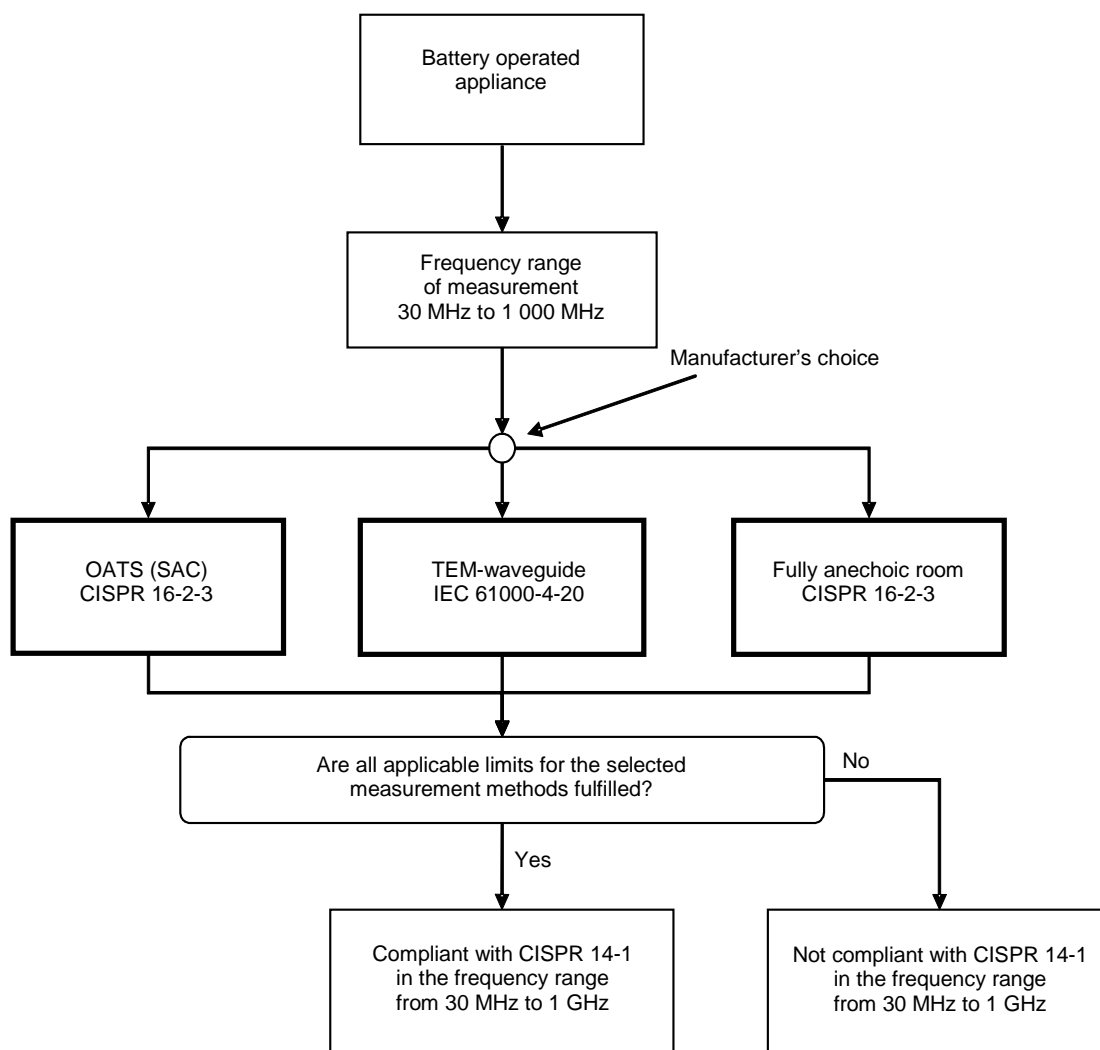 Battery operated
appliance
Frequency range
of measurement
30 MHz to 1 000 MHz
Manufacturer’s choice
OATS (SAC)
CISPR 16-2-3
TEM-waveguide
IEC 61000-4-20
Fully anechoic room
CISPR 16-2-3
Are all applicable limits for the selected
measurement methods fulfilled?
No
Yes
Compliant with CISPR 14-1
in the frequency range
from 30 MHz to 1 GHz
Not compliant with CISPR 14-1
in the frequency range
from 30 MHz to 1 GHz